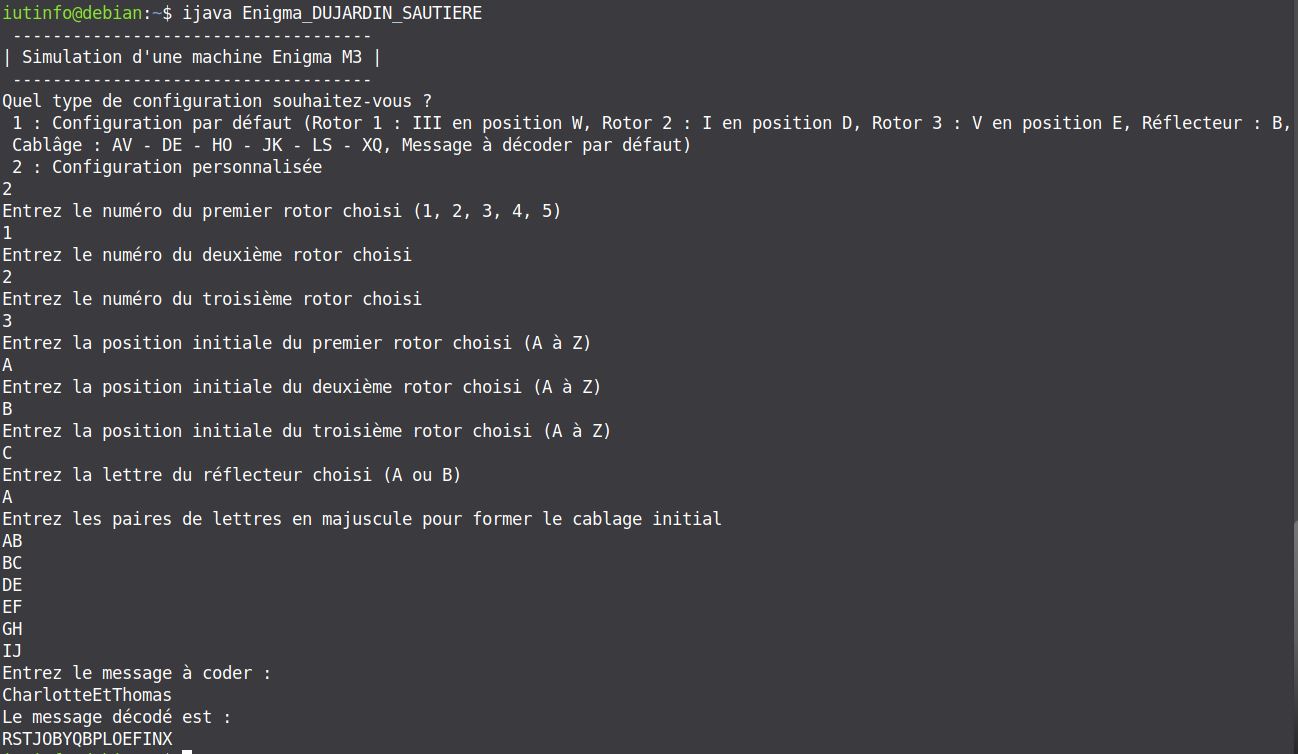 iutinfo@debian:~$ ijava Enigma_DUJARDIN_SAUTIERE
------------------------------------
| Simulation d'une machine Enigma M3 |
------------------------------------
Quel type de configuration souhaitez-vous ?
1 : Configuration par défaut (Rotor 1 : III en position W, Rotor 2 : I en position D, Rotor 3 : V en position E, Réflecteur : B,
Cablâge : AV - DE - HO - JK - LS - XQ, Message à décoder par défaut)
2 : Configuration personnalisée
2
Entrez le numéro du premier rotor choisi (1, 2, 3, 4, 5)
1
Entrez le numéro du deuxième rotor choisi
2
Entrez le numéro du troisième rotor choisi
3
Entrez la position initiale du premier rotor choisi (A à Z)
A
Entrez la position initiale du deuxième rotor choisi (A à Z)
B
Entrez la position initiale du troisième rotor choisi (A à Z)
C
Entrez la lettre du réflecteur choisi (A ou B)
A
Entrez les paires de lettres en majuscule pour former le cablage initial
AB
BC
DE
EF
GH
IJ
Entrez le message à coder :
CharlotteEtThomas
Le message décodé est :
RSTJOBYQBPLOEFINX